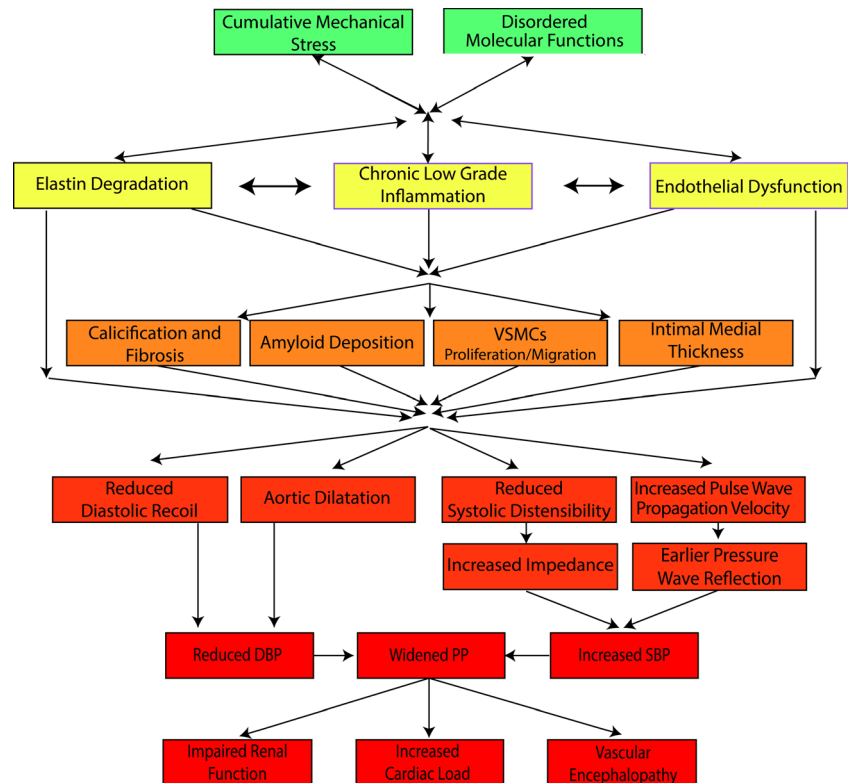 Cumulative Mechanical
Stress
Disordered
Molecular Functions
Elastin Degradation
Chronic Low Grade
Inflammation
Endothelial Dysfunction
Calicification and
Fibrosis
Amyloid Deposition
VSMCs
Proliferation/Migration
Intimal Medial
Thickness
Reduced
Diastolic Recoil
Aortic Dilatation
Reduced
Systolic Distensibility
Increased Pulse Wave
Propagation Velocity
Increased Impedance
Earlier Pressure
Wave Reflection
Reduced DBP
Widened PP
Increased SBP
Impaired Renal
Function
Increased
Cardiac Load
Vascular
Encephalopathy